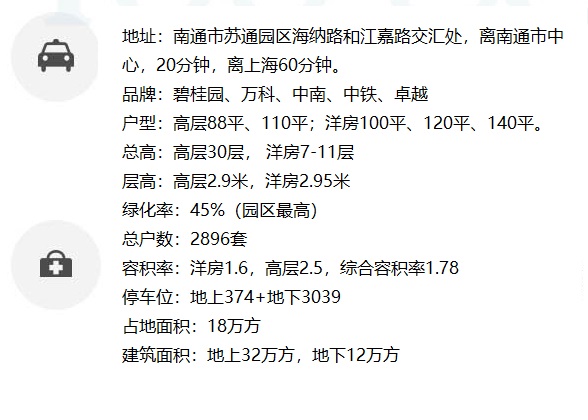 地址：南通市苏通园区海纳路和江嘉路交汇处，离南通市中
心，20分钟，离上海60分钟。
品牌：碧桂园、万科、中南、中铁、卓越
户型：高层88平、110平；洋房100平、120平、140平。
总高：高层30层， 洋房7-11层
层高：高层2.9米，洋房2.95米
绿化率：45%（园区最高）
总户数：2896套
容积率：洋房1.6，高层2.5，综合容积率1.78
停车位：地上374+地下3039
占地面积：18万方
建筑面积：地上32万方，地下12万方